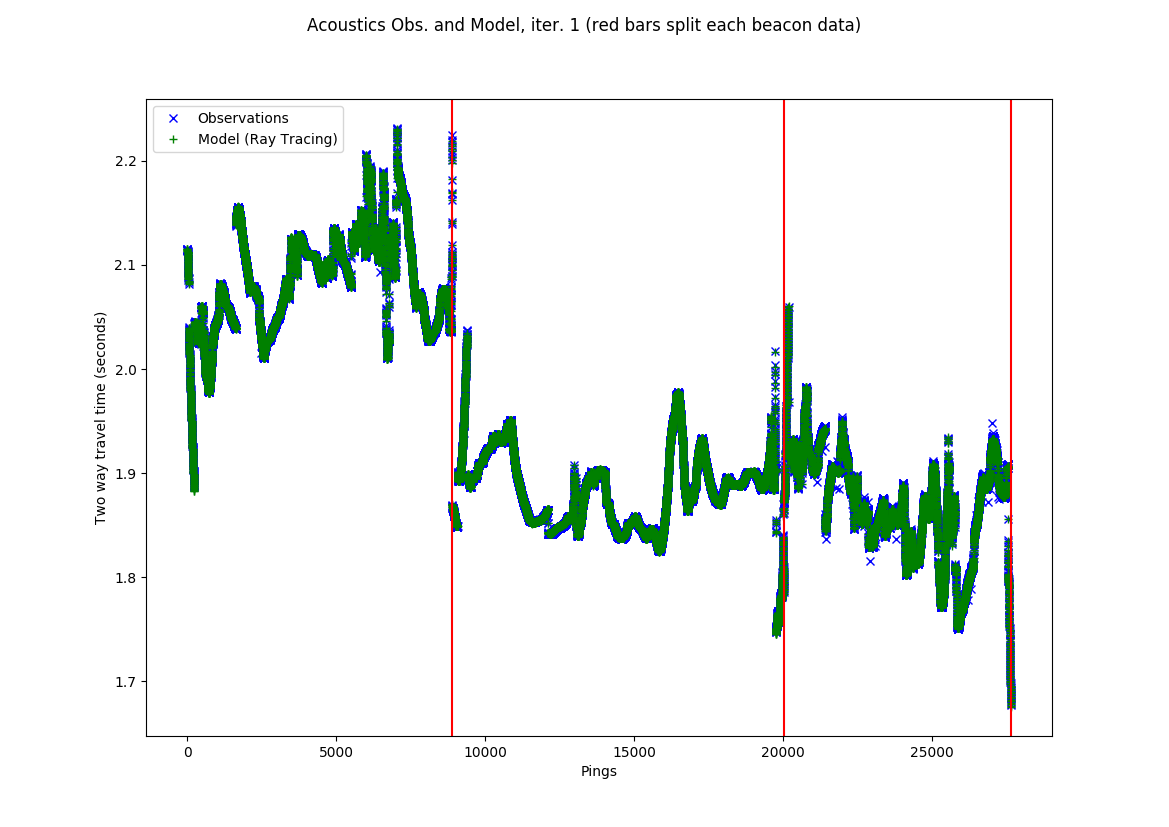 Acoustics Obs. and Model, iter. 1 (red bars split each beacon data)
Observations
Model (Ray Tracing)
Two way travel time (seconds)
2.2
2.1
2.0
1.9
1.8
1.7
0 5000 10000 15000 20000 25000
Pings